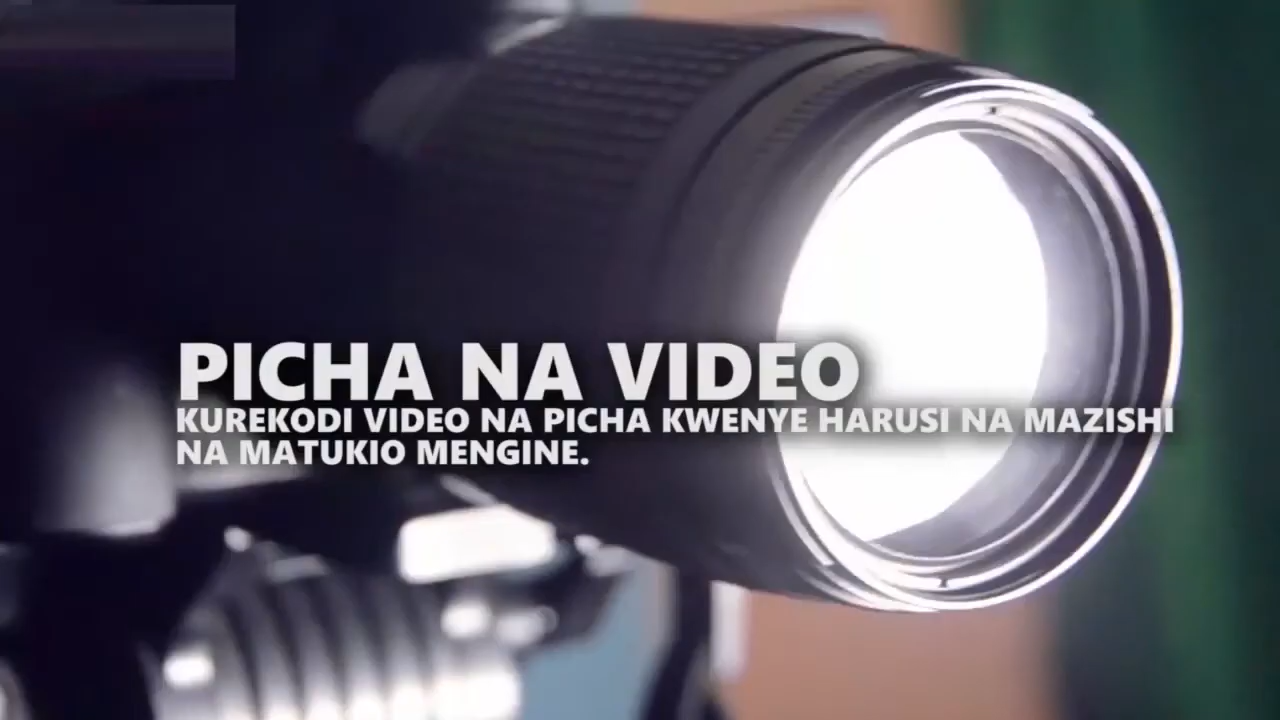 PICHA NA VIDEO
KUREKODI VIDEO NA PICHA KWENYE HARUSI NA MAZISHI
NA MATUKIO MENGINE.